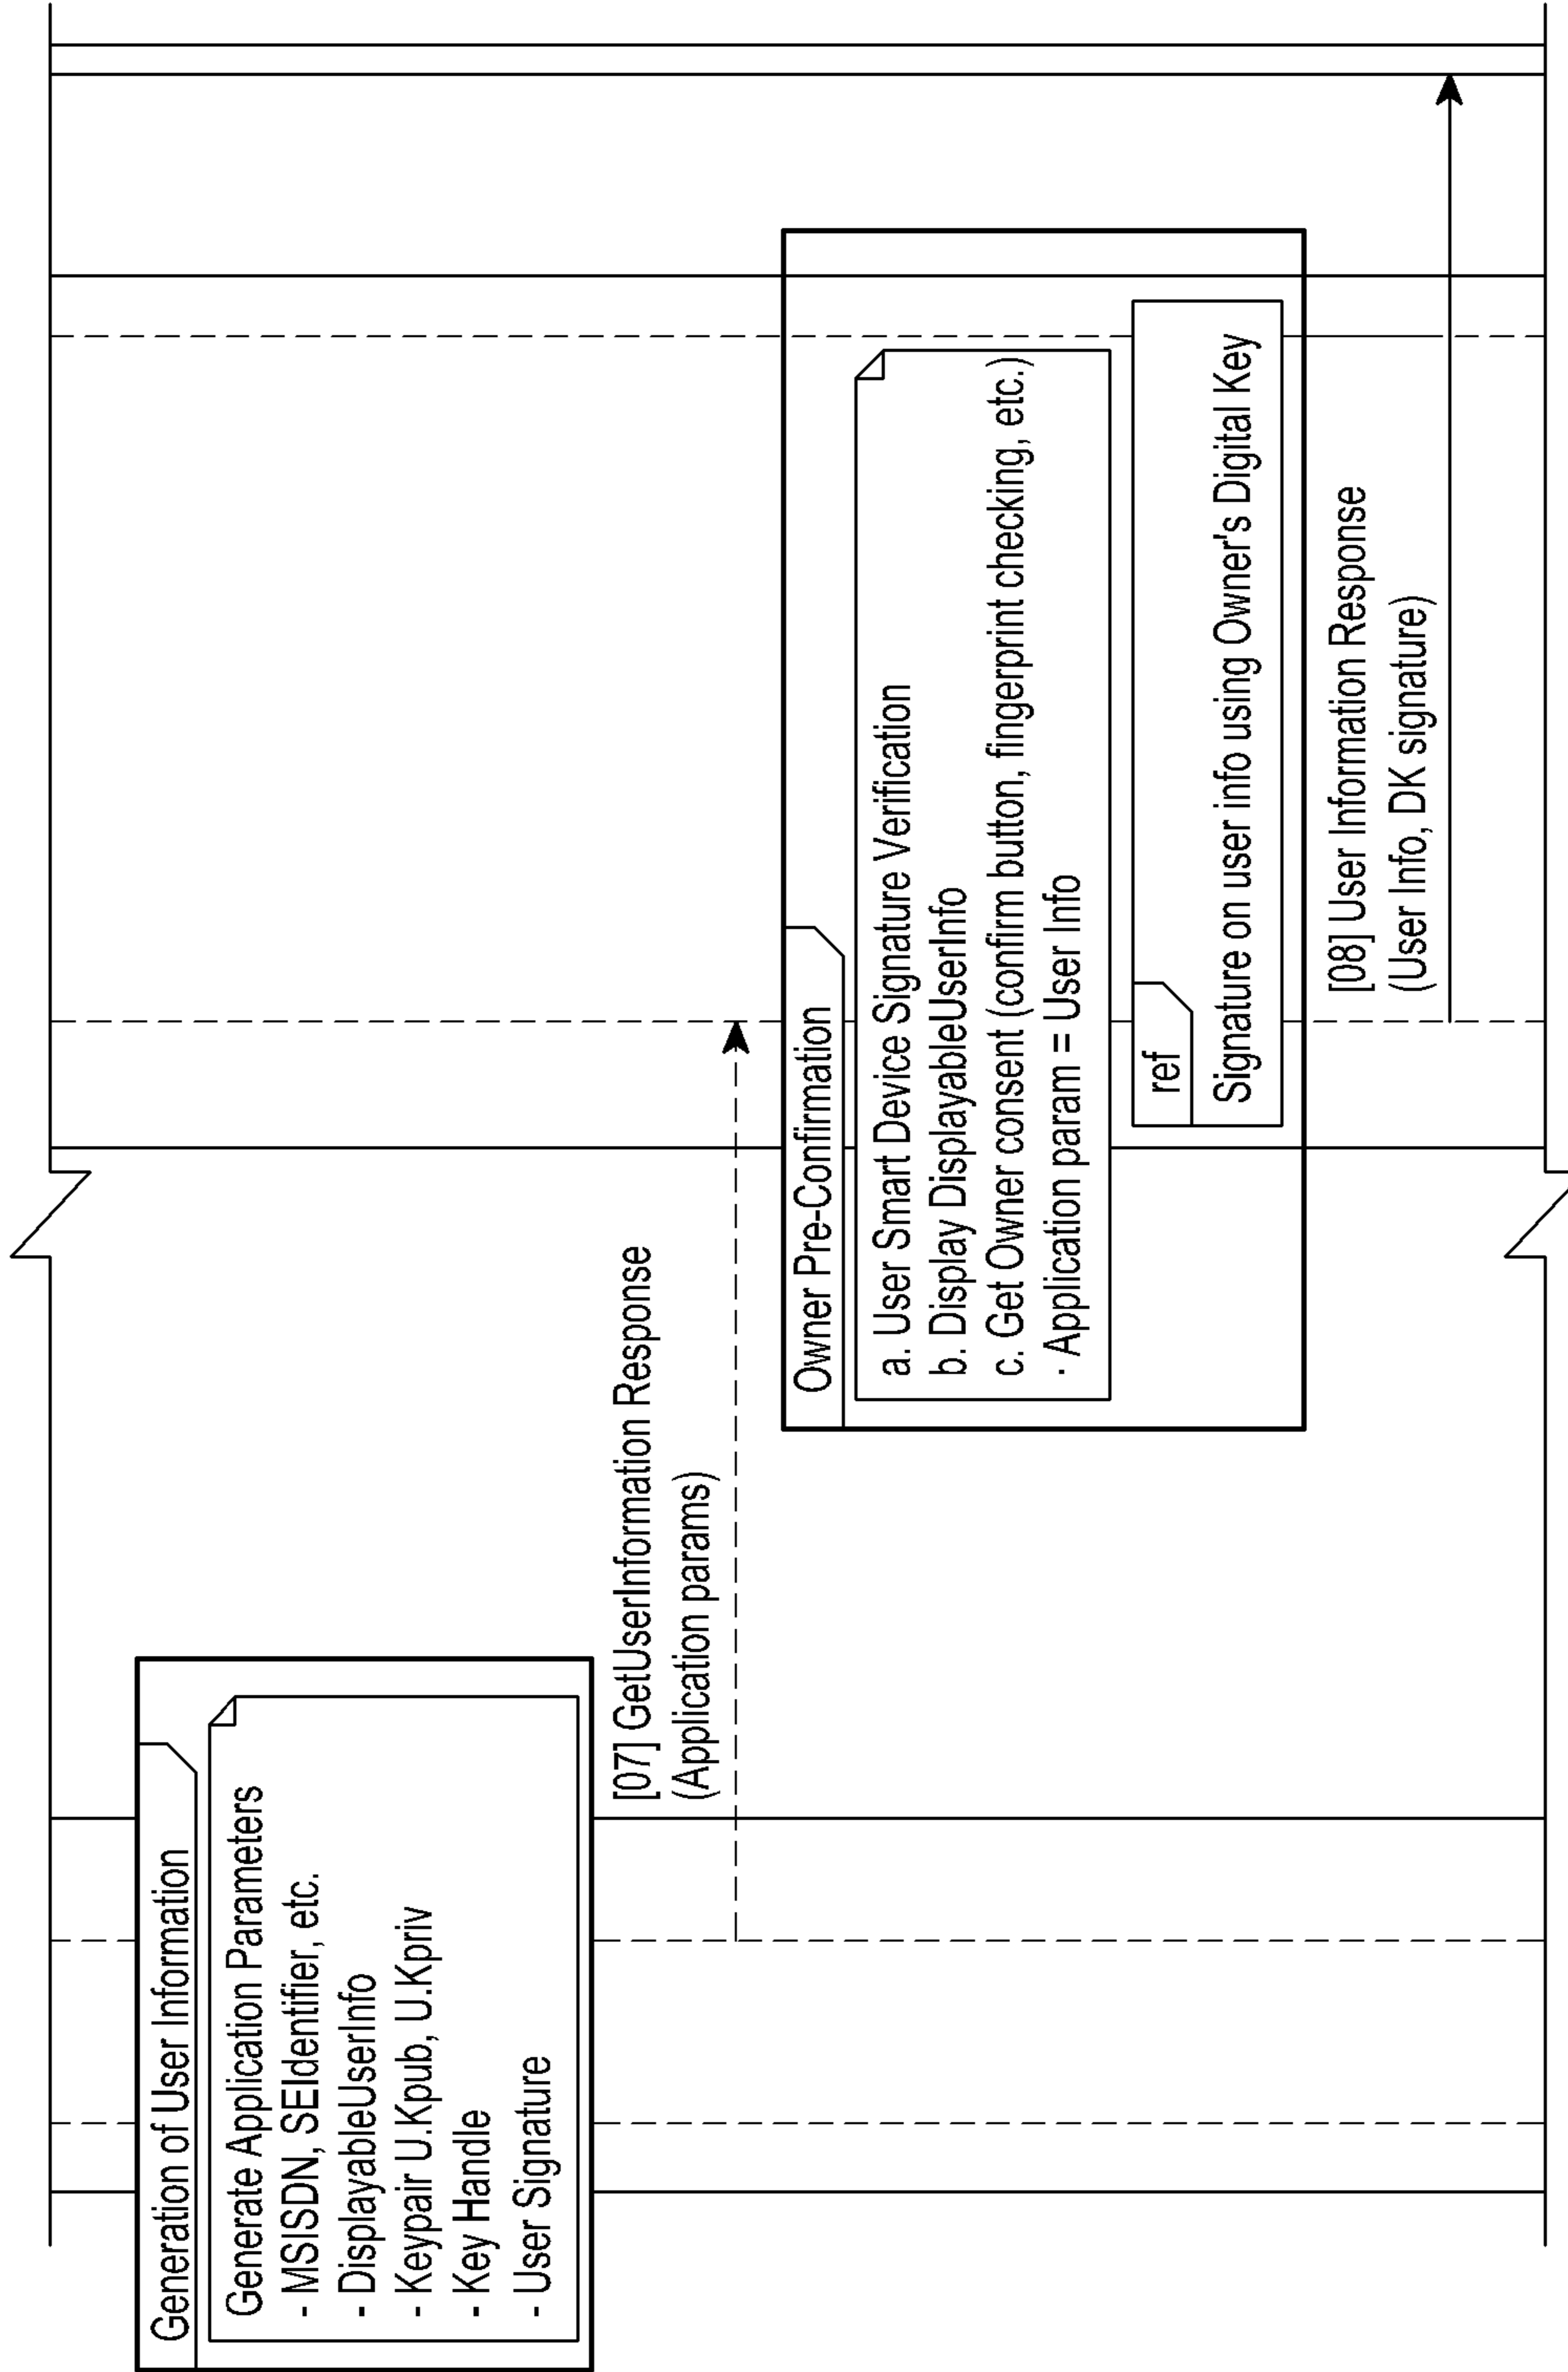 Generation of User Information
Generate Application Parameters
- MSISDN, SEIdentifier, etc.
- DisplayableUserInfo
- Keypair U.Kpub, U.Kpriv
- Key Handle
- User Signature
[07] GetUserInformation Response
(Application params)
Owner Pre-Confirmation
a. User Smart Device Signature Verification
b. Display DisplayableUserInfo
c. Get Owner consent (confirm button, fingerprint checking, etc.)
· Application param = User Info
ref
Signature on user info using Owner's Digital Key
[08] User Information Response
(User Info, DK signature)